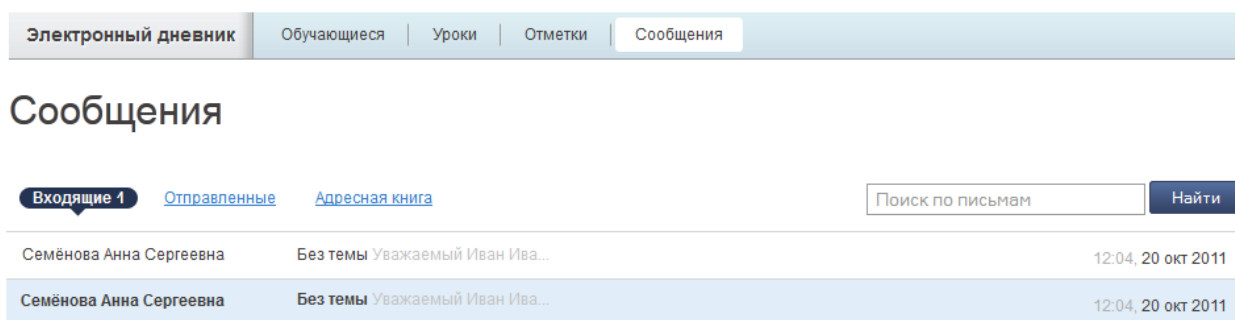 Электронный дневник Обучающиеся Уроки Отметки Сообщения
Сообщения
Входящие 1 Отправленные Адресная книга Поиск по письмам Найти
Семёнова Анна Сергеевна Без темы Уважаемый Иван Ива... 12:04, 20 окт 2011
Семёнова Анна Сергеевна Без темы Уважаемый Иван Ива... 12:04, 20 окт 2011